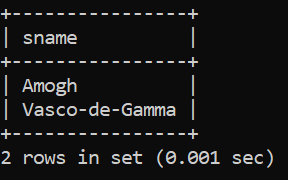 +----------------+
| sname          |
+----------------+
| Amogh          |
| Vasco-de-Gamma |
+----------------+
2 rows in set (0.001 sec)